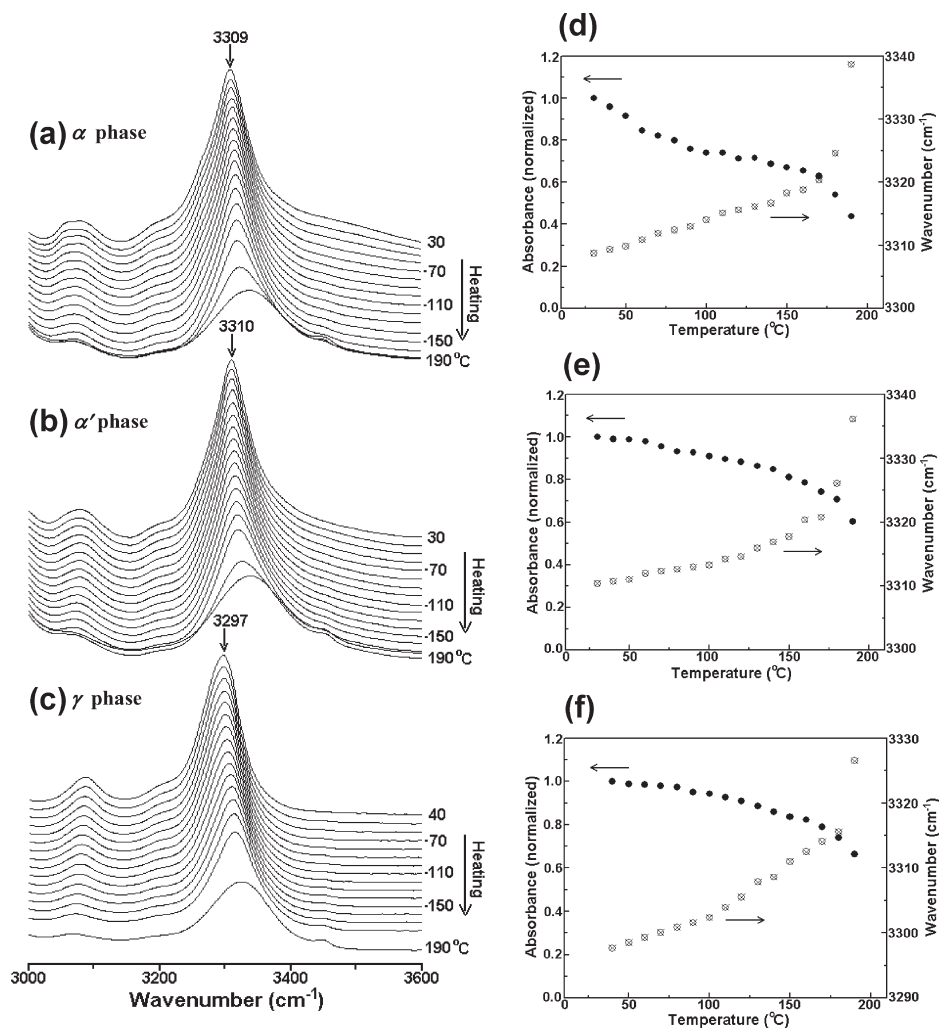 3309
(a) α phase
30
-70
-110
-150
190 °C
Heating
3310
(b) α′ phase
30
-70
-110
-150
190 °C
Heating
3297
(c) γ phase
40
-70
-110
-150
190 °C
Heating
3000 3200 3400 3600
Wavenumber (cm⁻¹)
(d)
Absorbance (normalized)
1.2
1.0
0.8
0.6
0.4
0.2
0.0
3340
3330
3320
3310
3300
Wavenumber (cm⁻¹)
0 50 100 150 200
Temperature (°C)
(e)
Absorbance (normalized)
1.2
1.0
0.8
0.6
0.4
0.2
0.0
3340
3330
3320
3310
3300
Wavenumber (cm⁻¹)
0 50 100 150 200
Temperature (°C)
(f)
Absorbance (normalized)
1.2
1.0
0.8
0.6
0.4
0.2
0.0
3330
3320
3310
3300
3290
Wavenumber (cm⁻¹)
0 50 100 150 200
Temperature (°C)